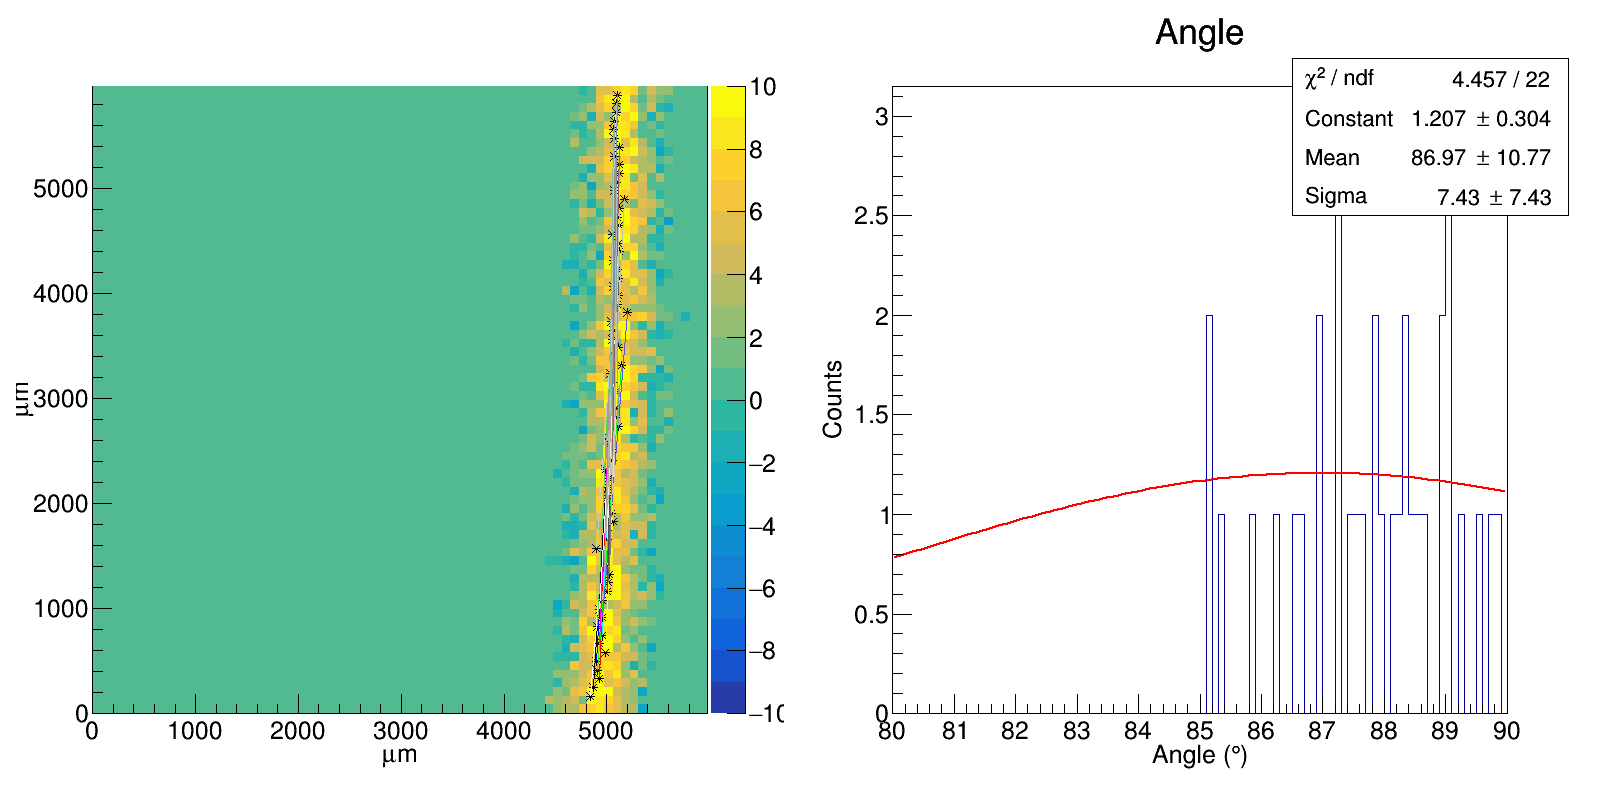 Angle
χ² / ndf 4.457 / 22
Constant 1.207 ± 0.304
Mean 86.97 ± 10.77
Sigma 7.43 ± 7.43
μm
5000
4000
3000
2000
1000
0
0 1000 2000 3000 4000 5000
μm
10
8
6
4
2
0
−2
−4
−6
−8
−10
Counts
3
2.5
2
1.5
1
0.5
0
80 81 82 83 84 85 86 87 88 89 90
Angle (°)